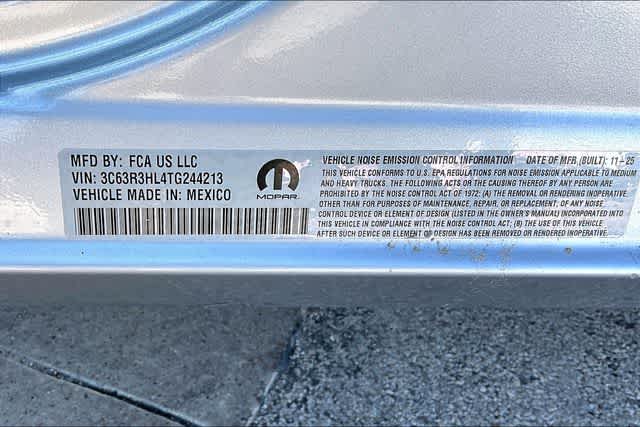 MFD BY: FCA US LLC
VIN: 3C63R3HL4TG244213
VEHICLE MADE IN: MEXICO
MOPAR
VEHICLE NOISE EMISSION CONTROL INFORMATION DATE OF MFR. (BUILT): 11-25
THIS VEHICLE CONFORMS TO U.S. EPA REGULATIONS FOR NOISE EMISSION APPLICABLE TO MEDIUM
AND HEAVY TRUCKS. THE FOLLOWING ACTS OR THE CAUSING THEREOF BY ANY PERSON ARE
PROHIBITED BY THE NOISE CONTROL ACT OF 1972: (A) THE REMOVAL OR RENDERING INOPERATIVE,
OTHER THAN FOR PURPOSES OF MAINTENANCE, REPAIR, OR REPLACEMENT, OF ANY NOISE
CONTROL DEVICE OR ELEMENT OF DESIGN (LISTED IN THE OWNER'S MANUAL) INCORPORATED INTO
THIS VEHICLE IN COMPLIANCE WITH THE NOISE CONTROL ACT; (B) THE USE OF THIS VEHICLE
AFTER SUCH DEVICE OR ELEMENT OF DESIGN HAS BEEN REMOVED OR RENDERED INOPERATIVE.